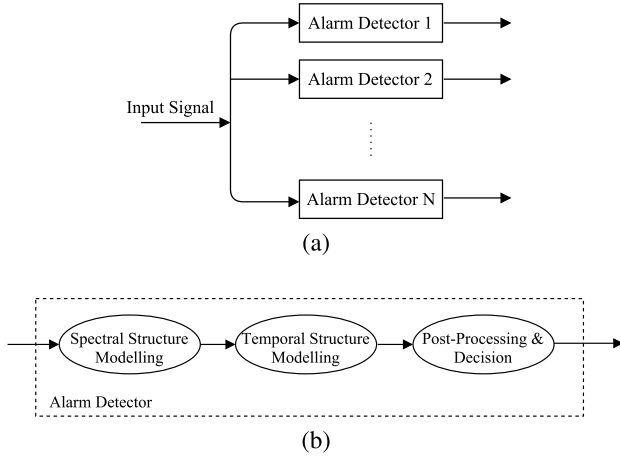 Alarm Detector 1
Alarm Detector 2
Input Signal
Alarm Detector N
(a)
Spectral Structure
Modelling
Temporal Structure
Modelling
Post-Processing &
Decision
Alarm Detector
(b)